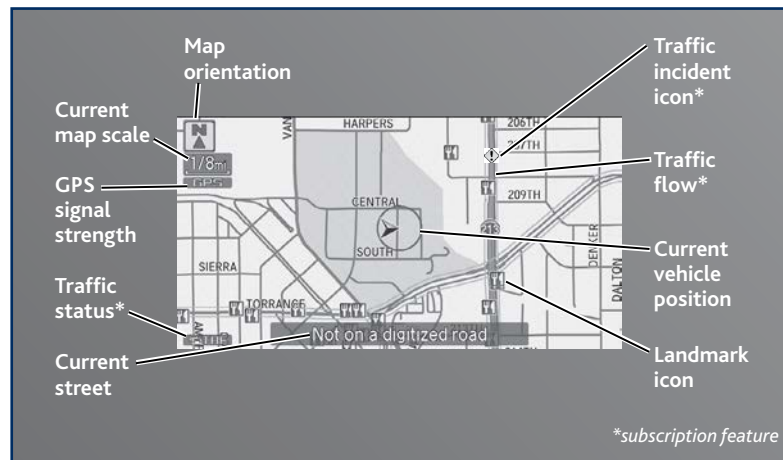 Map
orientation
Current
map scale
GPS
signal
strength
Traffic
status*
Current
street
Traffic
incident
icon*
Traffic
flow*
Current
vehicle
position
Landmark
icon
*subscription feature
N
1/8mi
GPS
VAN
HARPERS
206TH
207TH
209TH
CENTRAL
SOUTH
213
SIERRA
TORRANCE
DENKER
DALTON
Not on a digitized road